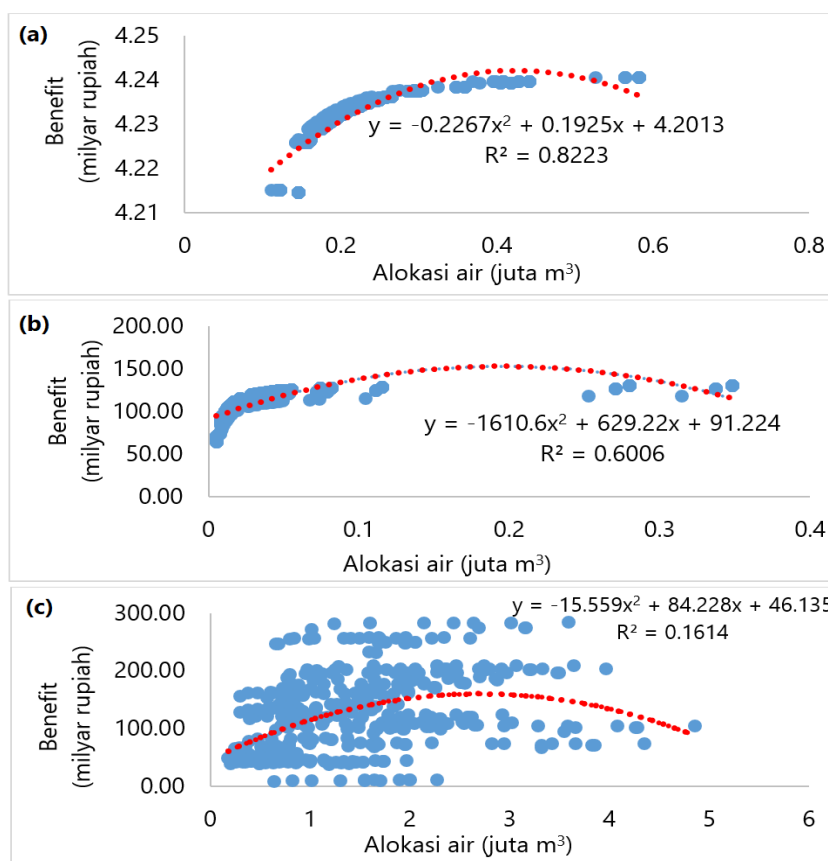 (a)
4.25
4.24
4.23
4.22
4.21
Benefit
(milyar rupiah)
y = -0.2267x² + 0.1925x + 4.2013
R² = 0.8223
0 0.2 0.4 0.6 0.8
Alokasi air (juta m³)
(b)
200.00
150.00
100.00
50.00
0.00
Benefit
(milyar rupiah)
y = -1610.6x² + 629.22x + 91.224
R² = 0.6006
0 0.1 0.2 0.3 0.4
Alokasi air (juta m³)
(c)
y = -15.559x² + 84.228x + 46.135
R² = 0.1614
300.00
200.00
100.00
0.00
Benefit
(milyar rupiah)
0 1 2 3 4 5 6
Alokasi air (juta m³)